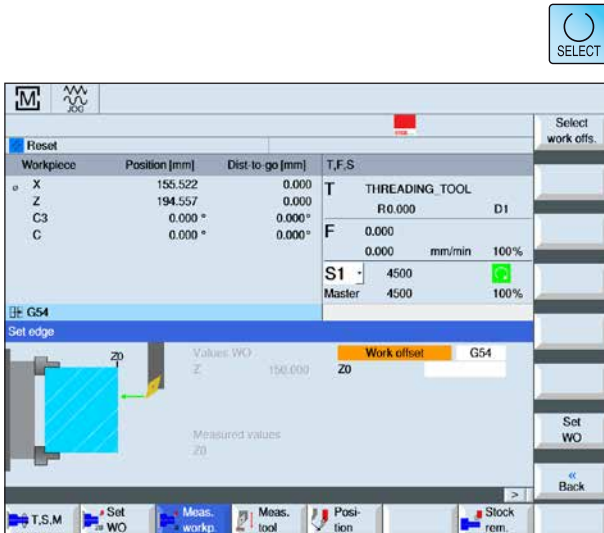 SELECT
M
JOG
Select
work offs.
Reset
Workpiece Position [mm] Dist-to-go [mm] T,F,S
X 155.522 0.000
Z 194.557 0.000
C3 0.000 ° 0.000°
C 0.000 ° 0.000°
T THREADING_TOOL
R0.000 D1
F 0.000
0.000 mm/min 100%
S1 4500
Master 4500 100%
G54
Set edge
Z0
Values WO
Z 150.000
Measured values
Z0
Work offset G54
Z0
Set
WO
«
Back
>
T,S,M
Set
WO
Meas.
workp.
Meas.
tool
Posi-
tion
Stock
rem.